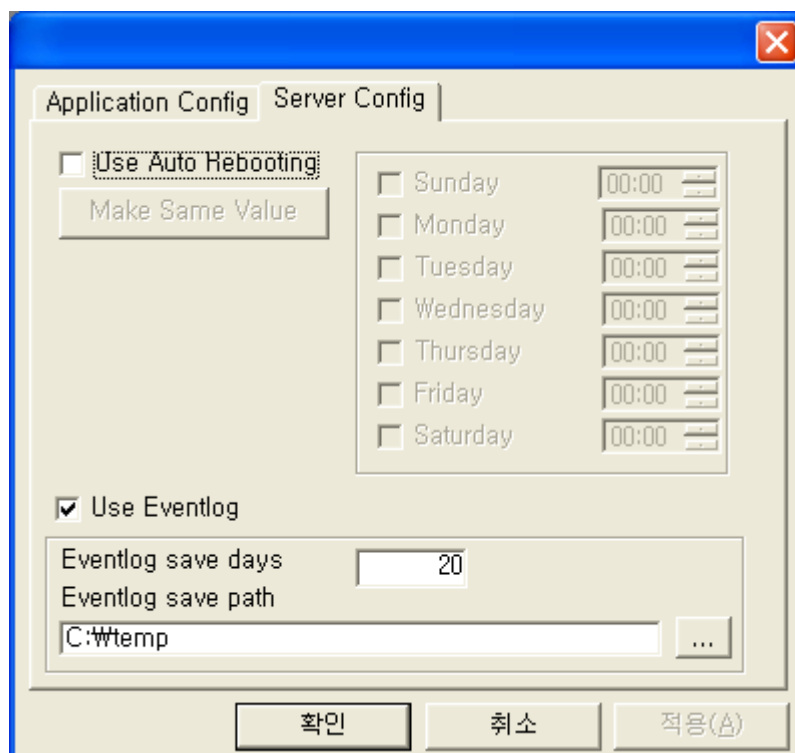 Application Config Server Config
Use Auto Rebooting
Make Same Value
Sunday 00:00
Monday 00:00
Tuesday 00:00
Wednesday 00:00
Thursday 00:00
Friday 00:00
Saturday 00:00
Use Eventlog
Eventlog save days 20
Eventlog save path
C:₩temp
...
확인 취소 적용(A)